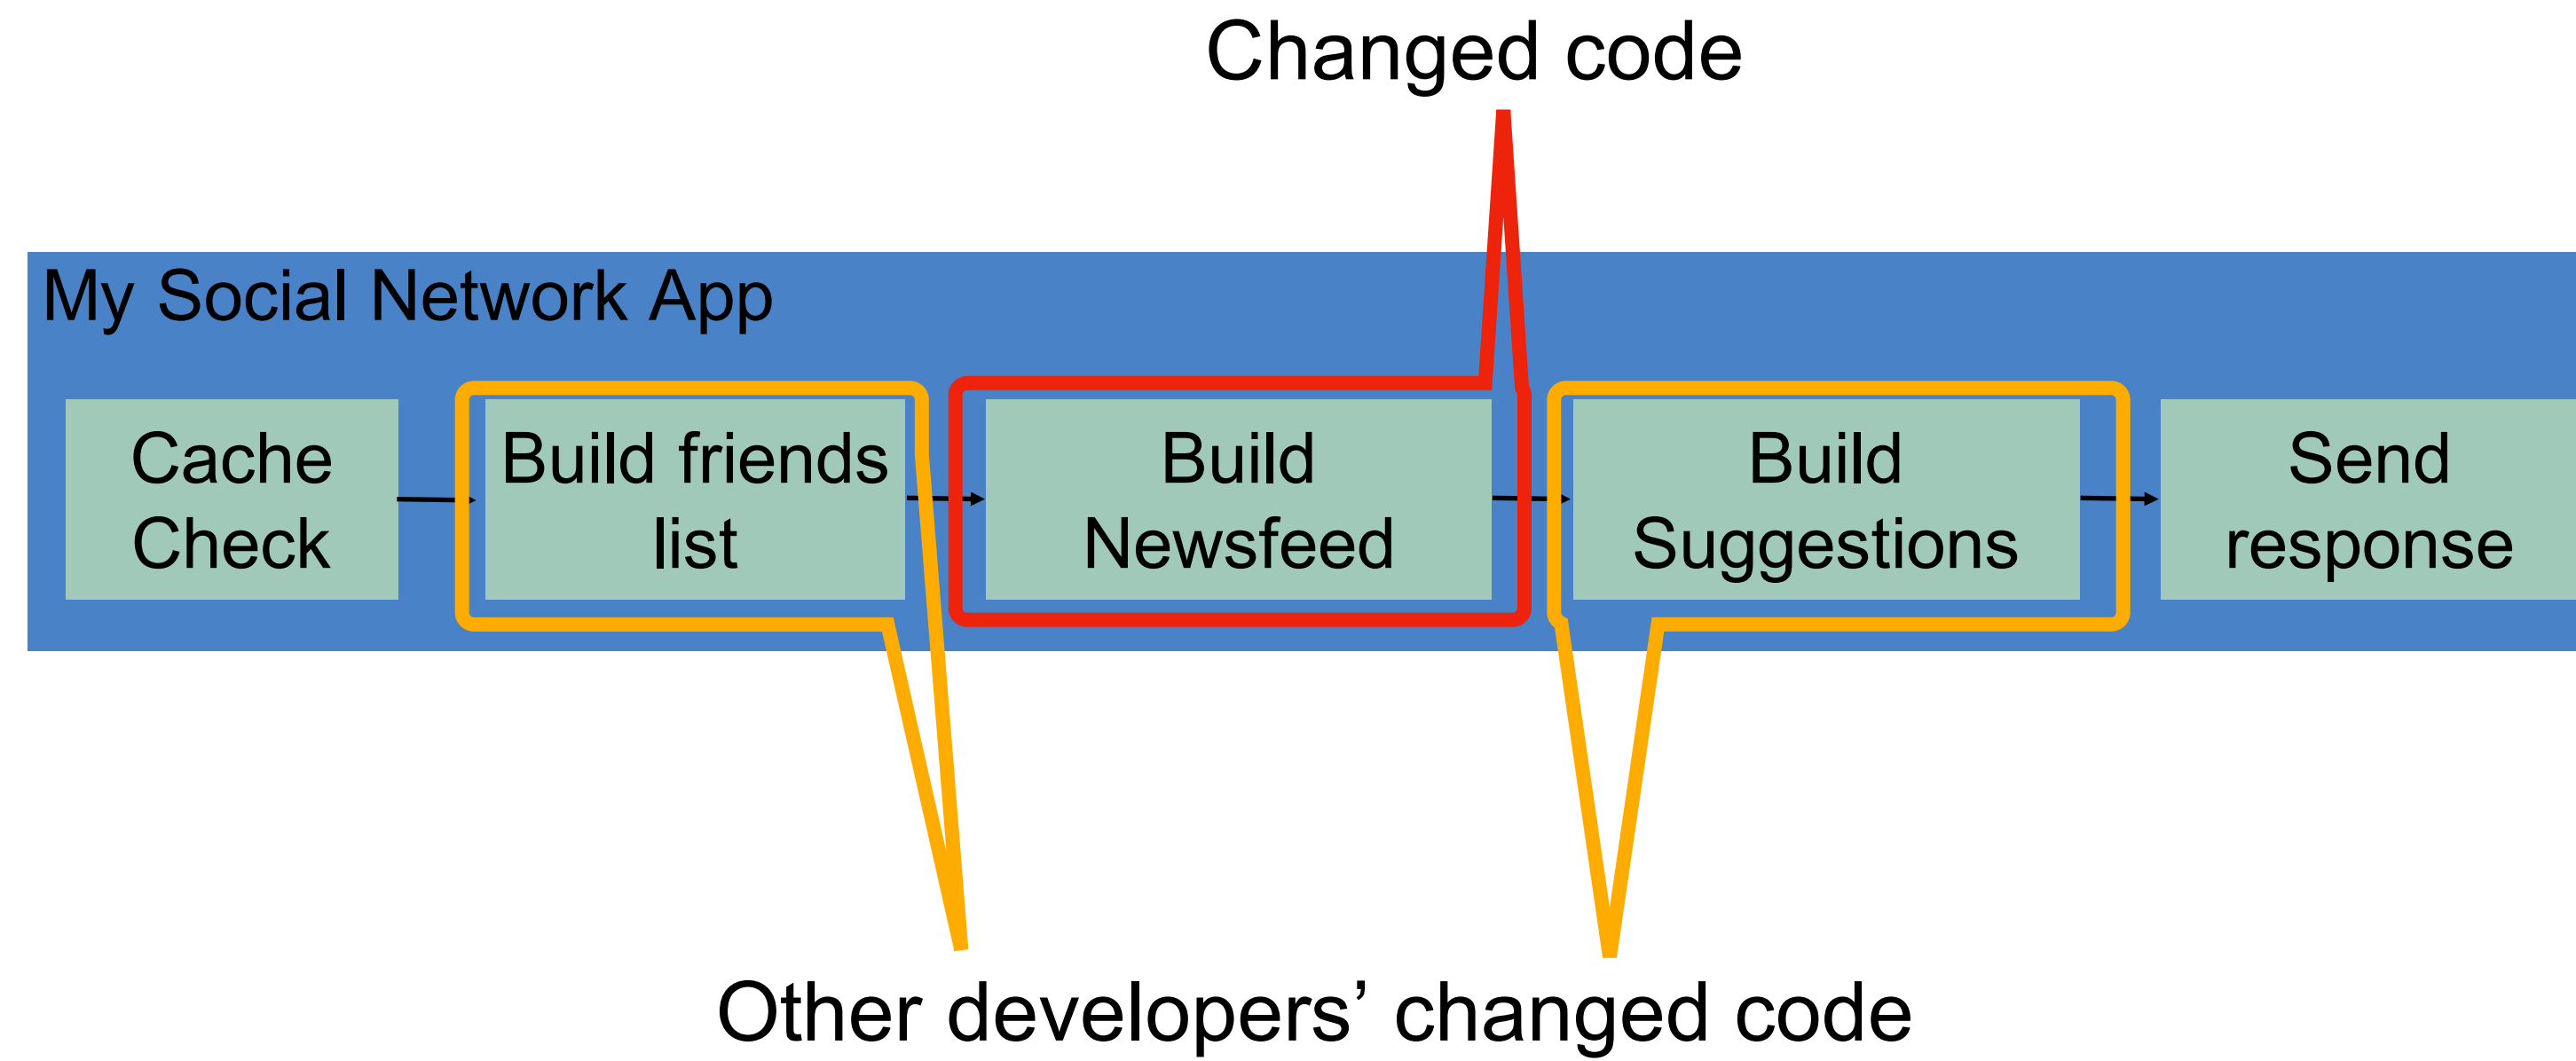 Changed code
My Social Network App
Cache
Check
Build friends
list
Build
Newsfeed
Build
Suggestions
Send
response
Other developers’ changed code